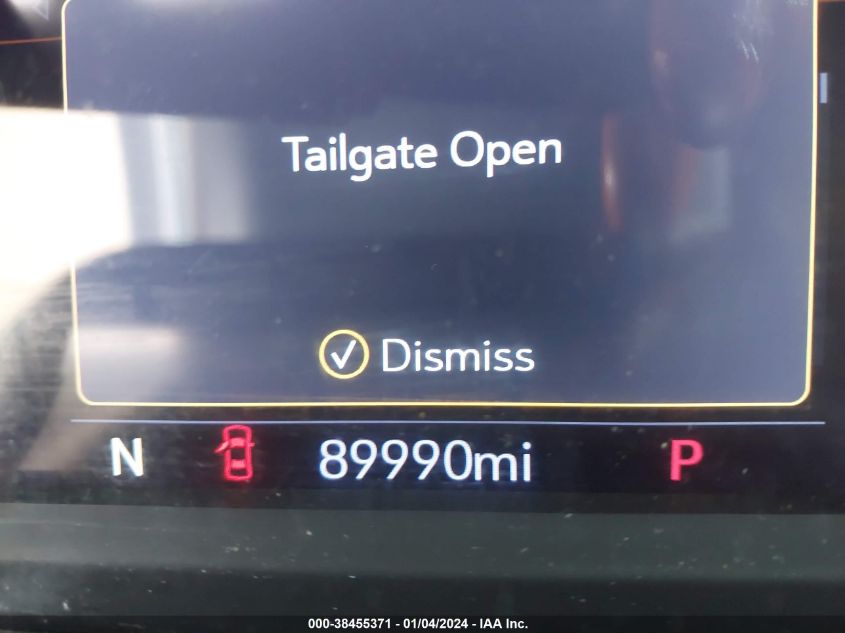 Tailgate Open
Dismiss
N 89990mi P
000-38455371 - 01/04/2024 - IAA Inc.